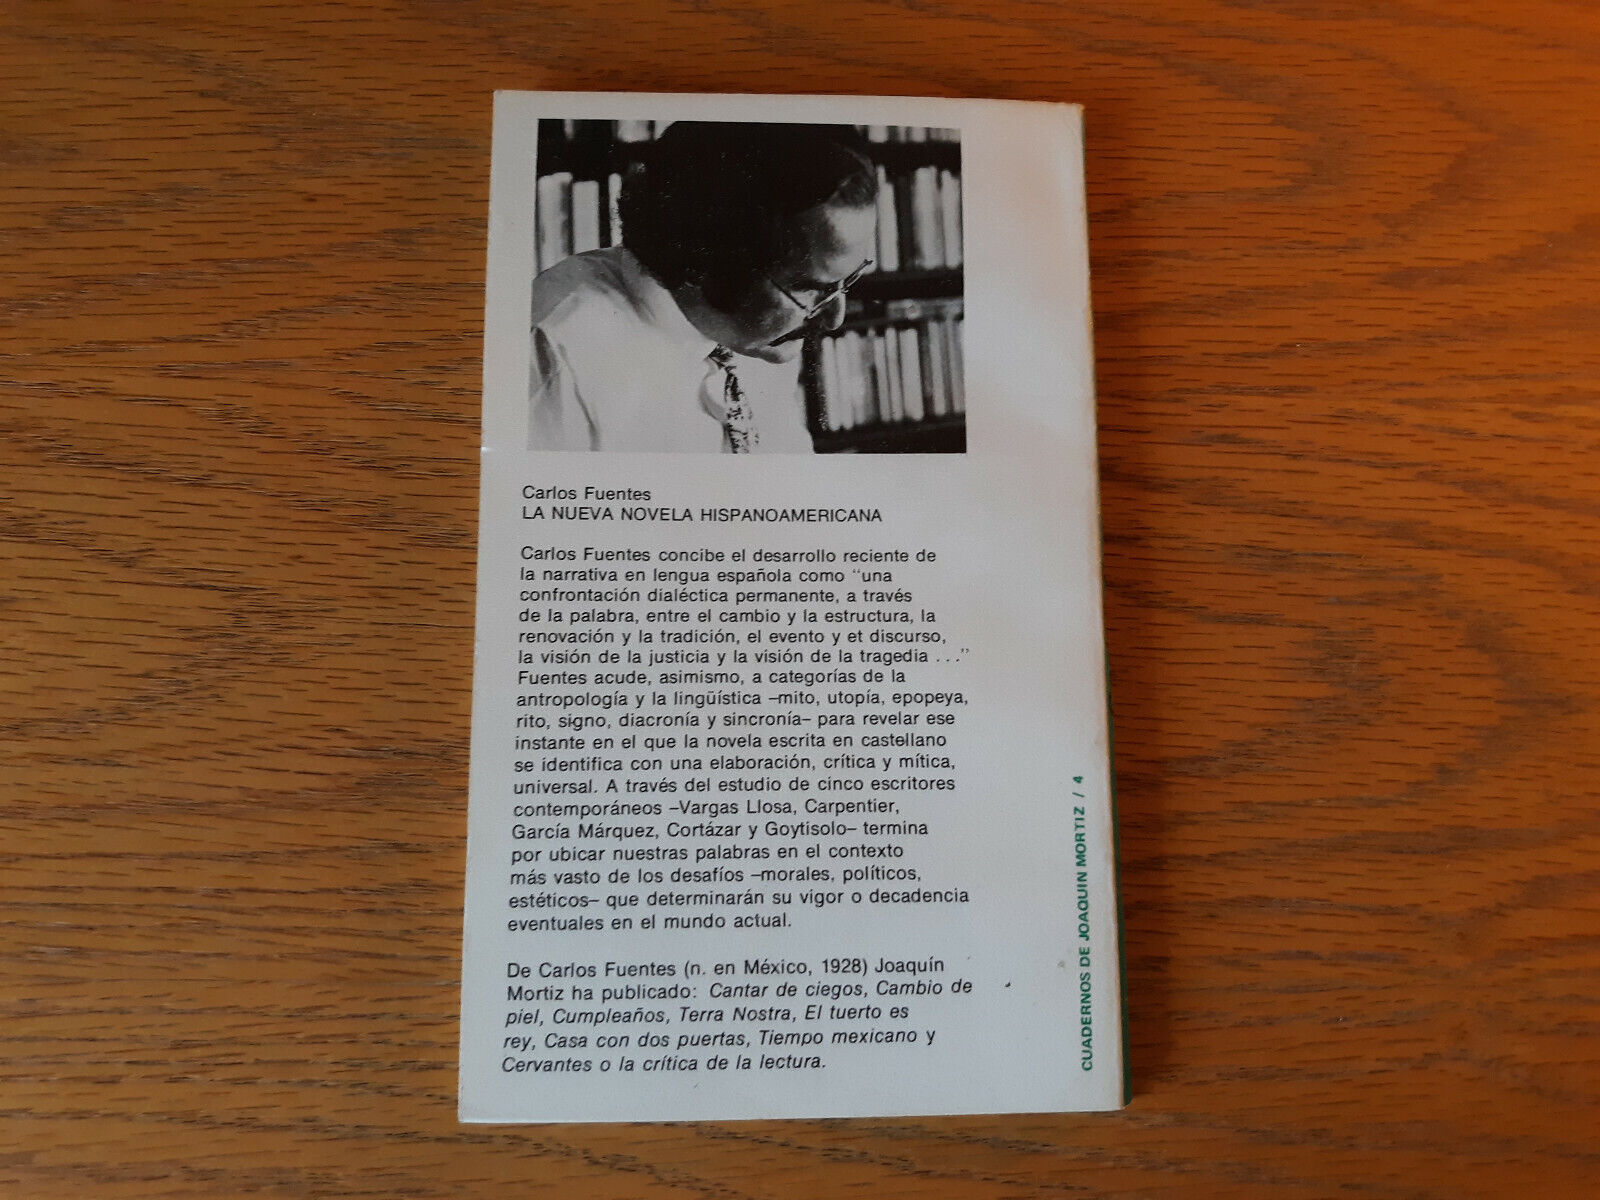 Carlos Fuentes
LA NUEVA NOVELA HISPANOAMERICANA
Carlos Fuentes concibe el desarrollo reciente de
la narrativa en lengua española como "una
confrontación dialéctica permanente, a través
de la palabra, entre el cambio y la estructura, la
renovación y la tradición, el evento y et discurso,
la visión de la justicia y la visión de la tragedia ..."
Fuentes acude, asimismo, a categorías de la
antropología y la lingüística –mito, utopía, epopeya,
rito, signo, diacronía y sincronía– para revelar ese
instante en el que la novela escrita en castellano
se identifica con una elaboración, crítica y mítica,
universal. A través del estudio de cinco escritores
contemporáneos –Vargas Llosa, Carpentier,
García Márquez, Cortázar y Goytisolo– termina
por ubicar nuestras palabras en el contexto
más vasto de los desafíos –morales, políticos,
estéticos– que determinarán su vigor o decadencia
eventuales en el mundo actual.
De Carlos Fuentes (n. en México, 1928) Joaquín
Mortiz ha publicado: Cantar de ciegos, Cambio de
piel, Cumpleaños, Terra Nostra, El tuerto es
rey, Casa con dos puertas, Tiempo mexicano y
Cervantes o la crítica de la lectura.
CUADERNOS DE JOAQUIN MORTIZ / 4